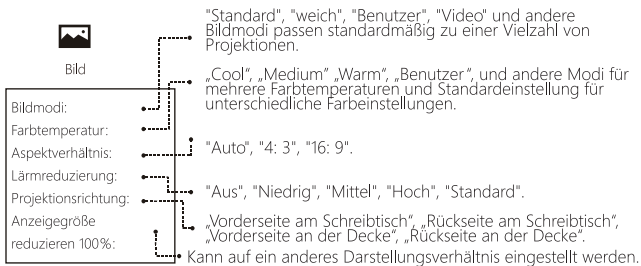 Bild
Bildmodi:
Farbtemperatur:
Aspektverhältnis:
Lärmreduzierung:
Projektionsrichtung:
Anzeigegröße
reduzieren 100%:
"Standard", "weich", "Benutzer", "Video" und andere
Bildmodi passen standardmäßig zu einer Vielzahl von
Projektionen.
„Cool“, „Medium“ „Warm“, „Benutzer“, und andere Modi für
mehrere Farbtemperaturen und Standardeinstellung für
unterschiedliche Farbeinstellungen.
"Auto", "4: 3", "16: 9".
"Aus", "Niedrig", "Mittel", "Hoch", "Standard".
„Vorderseite am Schreibtisch“, „Rückseite am Schreibtisch“,
„Vorderseite an der Decke“, „Rückseite an der Decke“.
Kann auf ein anderes Darstellungsverhältnis eingestellt werden.